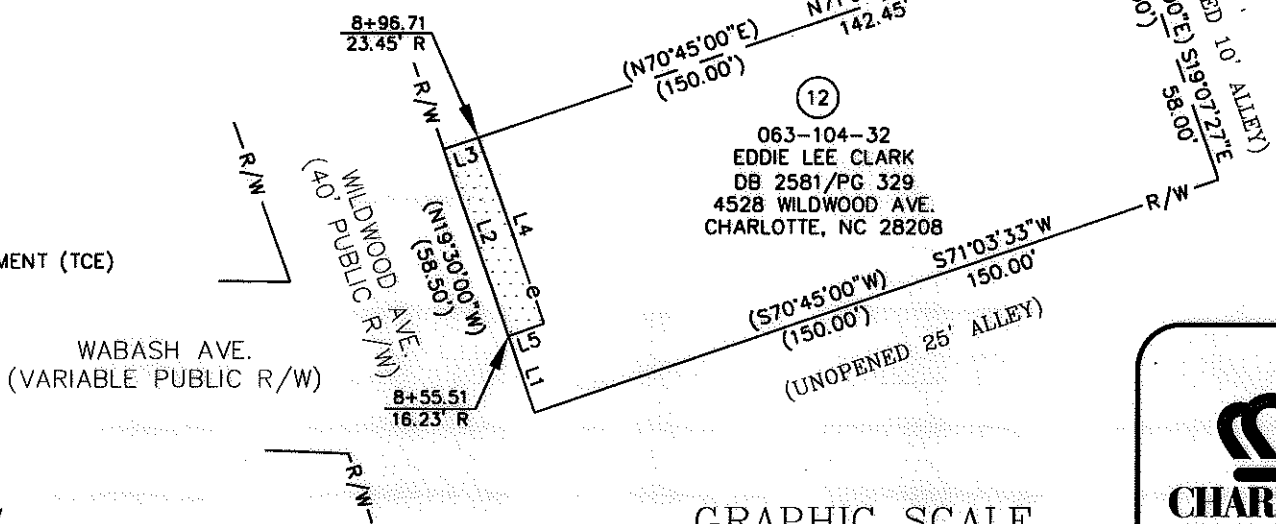 8+96.71
23.45' R
R/W
(N70°45'00"E)
(150.00')
142.45'
ED 10' ALLEY)
00"E) S19°07'27"E
58.00'
12
063-104-32
EDDIE LEE CLARK
DB 2581/PG 329
4528 WILDWOOD AVE.
CHARLOTTE, NC 28208
R/W
WILDWOOD AVE.
(40' PUBLIC R/W)
(N19°30'00"W)
(58.50')
L3
L2
L4
e
L5
L1
MENT (TCE)
WABASH AVE.
(VARIABLE PUBLIC R/W)
8+55.51
16.23' R
R/W
S71°03'33"W
150.00'
(S70°45'00"W)
(150.00')
(UNOPENED 25' ALLEY)
R/W
GRAPHIC SCALE
CHAR